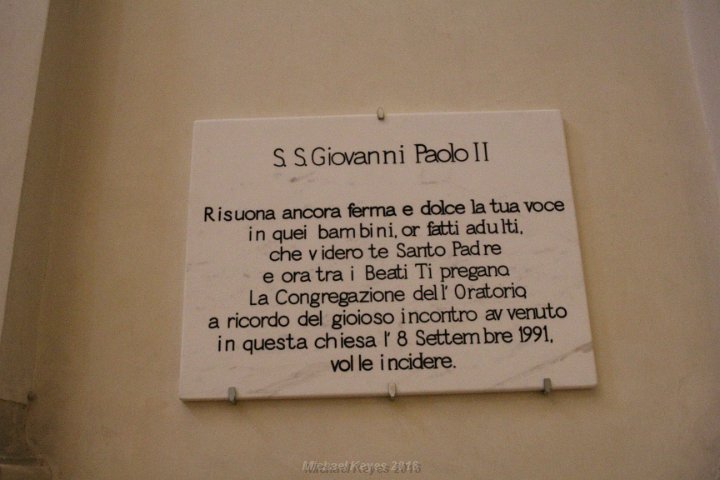 S. S. Giovanni Paolo II
Risuona ancora ferma e dolce la tua voce
in quei bambini, or fatti adulti,
che videro te Santo Padre
e ora tra i Beati Ti pregano.
La Congregazione dell' Oratorio,
a ricordo del gioioso incontro avvenuto
in questa chiesa l' 8 Settembre 1991,
volle incidere.
Michael Keyes 2016